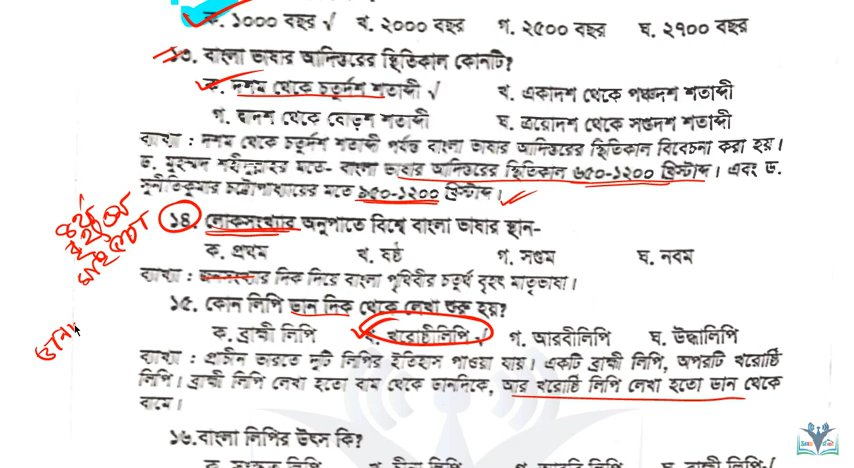 ক. ১০০০ বছর √ খ. ২০০০ বছর গ. ২৫০০ বছর ঘ. ২৭০০ বছর
১৩. বাংলা ভাষার আদিস্তরের স্থিতিকাল কোনটি?
ক. দশম থেকে চতুর্দশ শতাব্দী √ খ. একাদশ থেকে পঞ্চদশ শতাব্দী
গ. দ্বাদশ থেকে ষোড়শ শতাব্দী ঘ. ত্রয়োদশ থেকে সপ্তদশ শতাব্দী
ব্যাখ্যা : দশম থেকে চতুর্দশ শতাব্দী পর্যন্ত বাংলা ভাষার আদিস্তরের স্থিতিকাল বিবেচনা করা হয়।
ড. মুহম্মদ শহীদুল্লাহর মতে- বাংলা ভাষার আদিস্তরের স্থিতিকাল ৬৫০-১২০০ খ্রিস্টাব্দ। এবং ড.
সুনীতিকুমার চট্টোপাধ্যায়ের মতে ৯৫০-১২০০ খ্রিস্টাব্দ।
১৪. লোকসংখ্যার অনুপাতে বিশ্বে বাংলা ভাষার স্থান-
ক. প্রথম খ. ষষ্ঠ গ. সপ্তম ঘ. নবম
ব্যাখ্যা : জনসংখ্যার দিক দিয়ে বাংলা পৃথিবীর চতুর্থ বৃহৎ মাতৃভাষা।
৪র্থ
বৃহত্তম
১৫. কোন লিপি ডান দিক থেকে লেখা শুরু হয়?
ক. ব্রাহ্মী লিপি খ. খরোষ্ঠীলিপি √ গ. আরবীলিপি ঘ. উর্দ্দালিপি
ব্যাখ্যা : প্রাচীন ভারতে দুটি লিপির ইতিহাস পাওয়া যায়। একটি ব্রাহ্মী লিপি, অপরটি খরোষ্ঠি
লিপি। ব্রাহ্মী লিপি লেখা হতো বাম থেকে ডানদিকে, আর খরোষ্ঠি লিপি লেখা হতো ডান থেকে
বামে।
১৬. বাংলা লিপির উৎস কি?